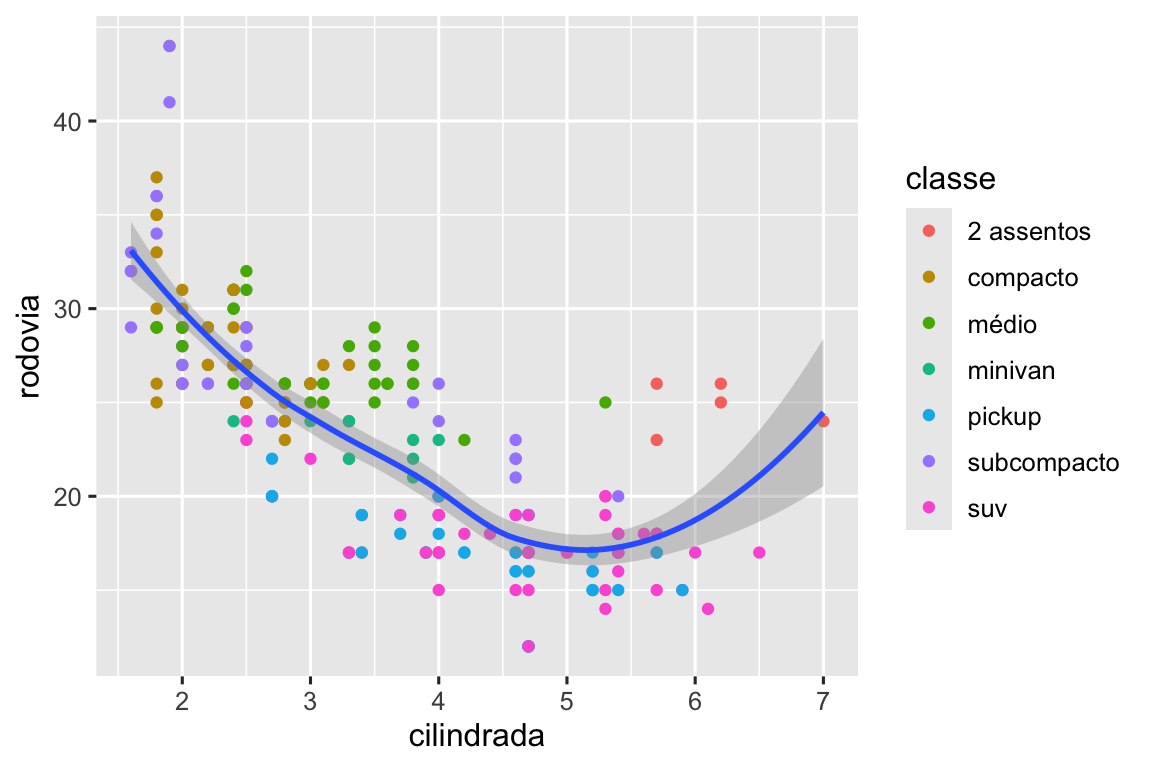 40
30
20
rodovia
2
3
4
5
6
7
cilindrada
classe
2 assentos
compacto
médio
minivan
pickup
subcompacto
suv